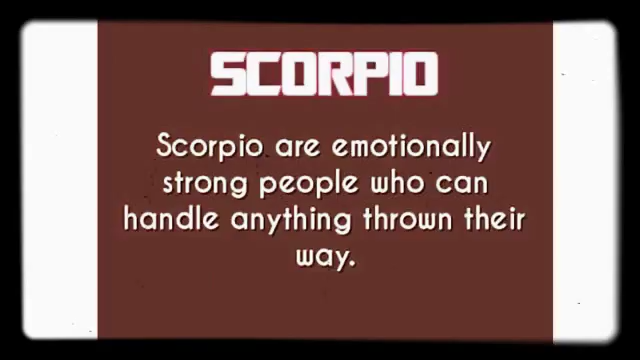 SCORPIO
Scorpio are emotionally
strong people who can
handle anything thrown their
way.